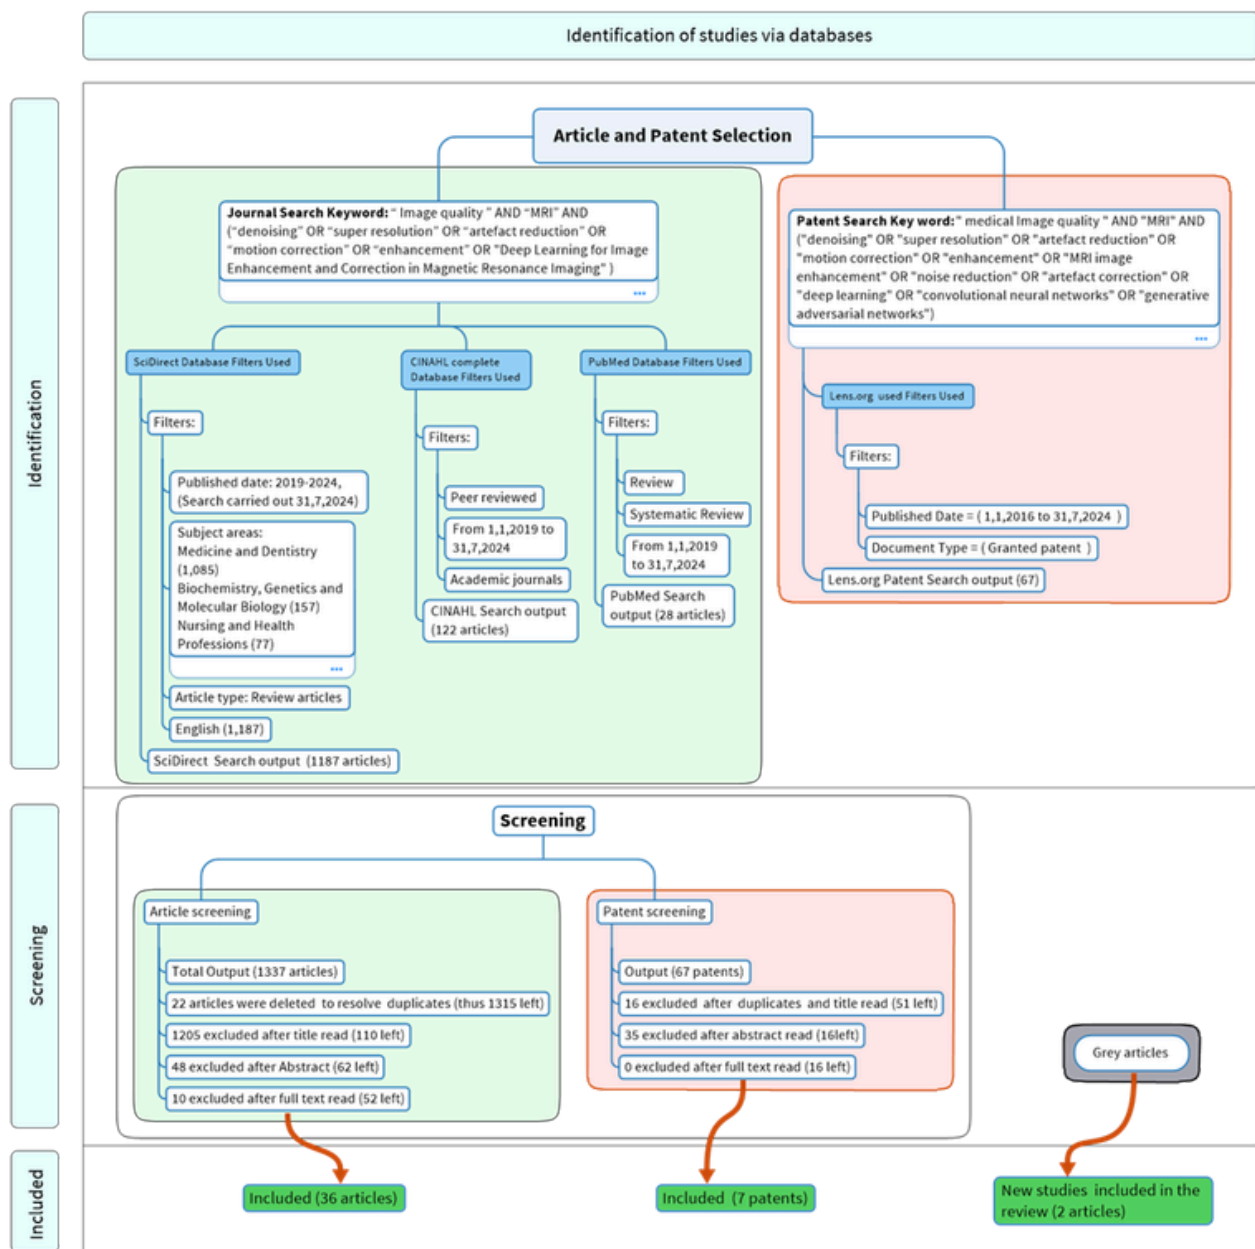 Identification of studies via databases
Identification
Article and Patent Selection
Journal Search Keyword: “ Image quality ” AND “MRI” AND
(“denoising” OR “super resolution” OR “artefact reduction” OR
“motion correction” OR “enhancement” OR "Deep Learning for Image
Enhancement and Correction in Magnetic Resonance Imaging" )
...
SciDirect Database Filters Used
Filters:
Published date: 2019-2024,
(Search carried out 31,7,2024)
Subject areas:
Medicine and Dentistry
(1,085)
Biochemistry, Genetics and
Molecular Biology (157)
Nursing and Health
Professions (77)
...
Article type: Review articles
English (1,187)
SciDirect Search output (1187 articles)
CINAHL complete
Database Filters Used
Filters:
Peer reviewed
From 1,1,2019 to
31,7,2024
Academic journals
CINAHL Search output
(122 articles)
PubMed Database Filters Used
Filters:
Review
Systematic Review
From 1,1,2019
to 31,7,2024
PubMed Search
output (28 articles)
Patent Search Key word:" medical Image quality " AND "MRI" AND
("denoising" OR "super resolution" OR "artefact reduction" OR
"motion correction" OR "enhancement" OR "MRI image
enhancement" OR "noise reduction" OR "artefact correction" OR
"deep learning" OR "convolutional neural networks" OR "generative
adversarial networks")
...
Lens.org used Filters Used
Filters:
Published Date = ( 1,1,2016 to 31,7,2024 )
Document Type = ( Granted patent )
Lens.org Patent Search output (67)
Screening
Screening
Article screening
Total Output (1337 articles)
22 articles were deleted to resolve duplicates (thus 1315 left)
1205 excluded after title read (110 left)
48 excluded after Abstract (62 left)
10 excluded after full text read (52 left)
Patent screening
Output (67 patents)
16 excluded after duplicates and title read (51 left)
35 excluded after abstract read (16left)
0 excluded after full text read (16 left)
Grey articles
Included
Included (36 articles)
Included (7 patents)
New studies included in the
review (2 articles)